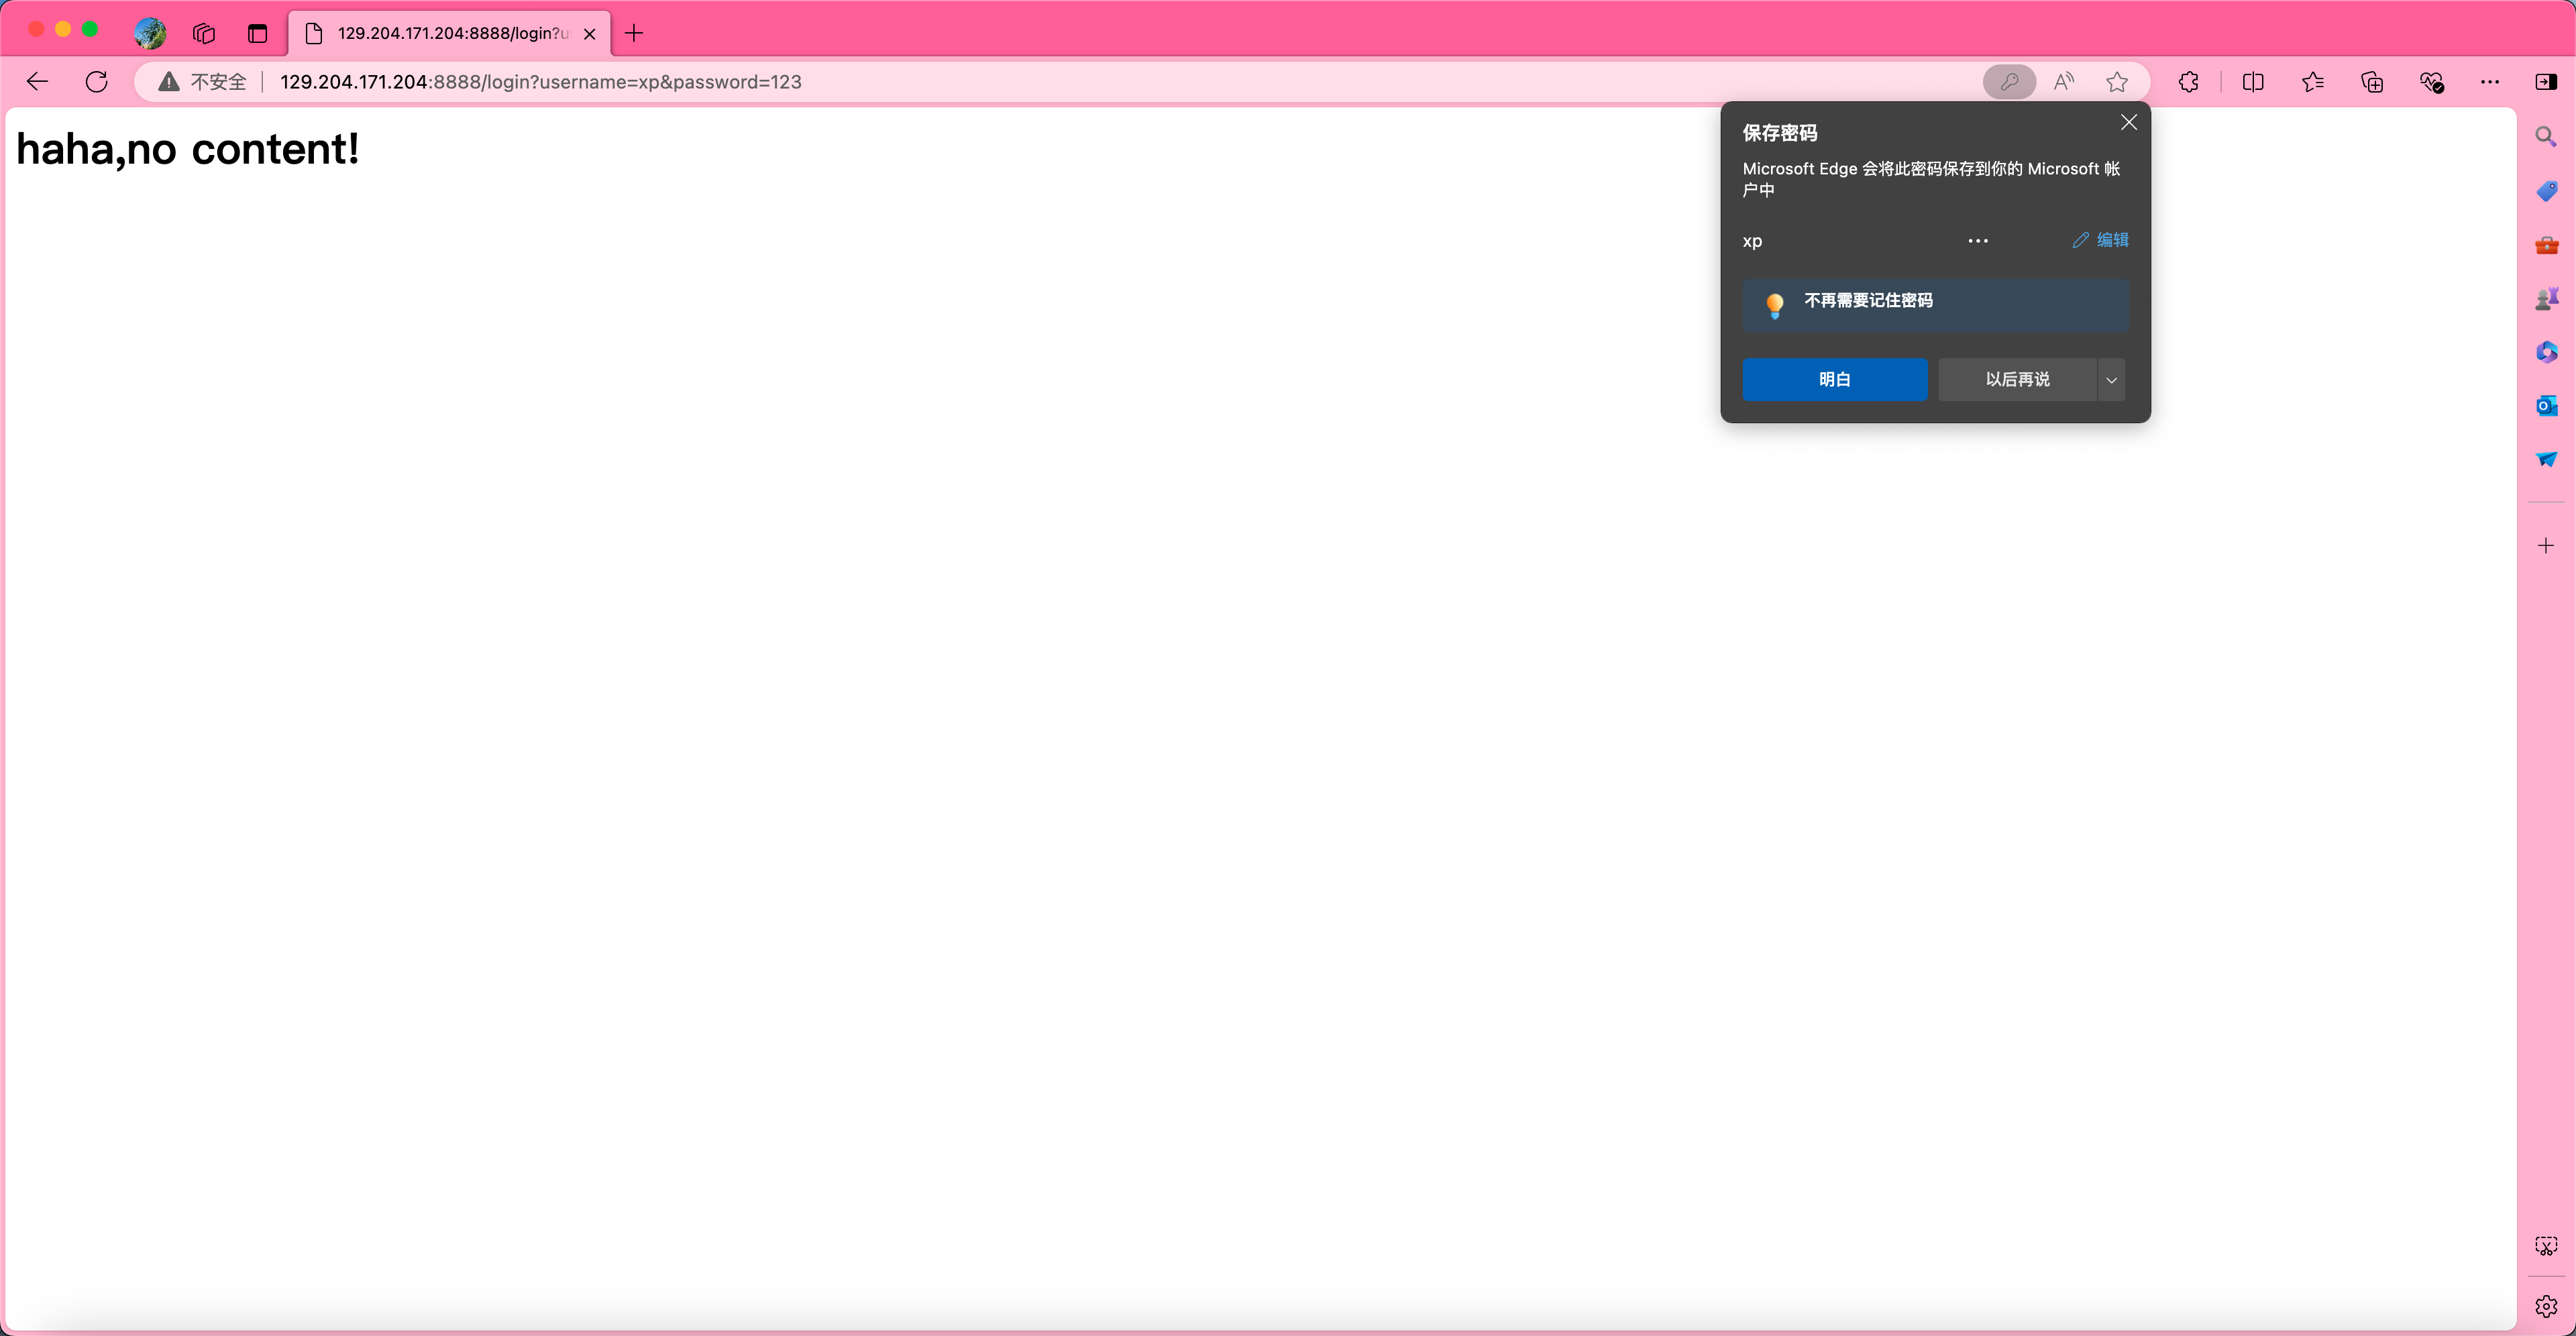 129.204.171.204:8888/login?u
不安全
129.204.171.204:8888/login?username=xp&password=123
haha,no content!
保存密码
Microsoft Edge 会将此密码保存到你的 Microsoft 帐
户中
xp ••• 编辑
不再需要记住密码
明白 以后再说